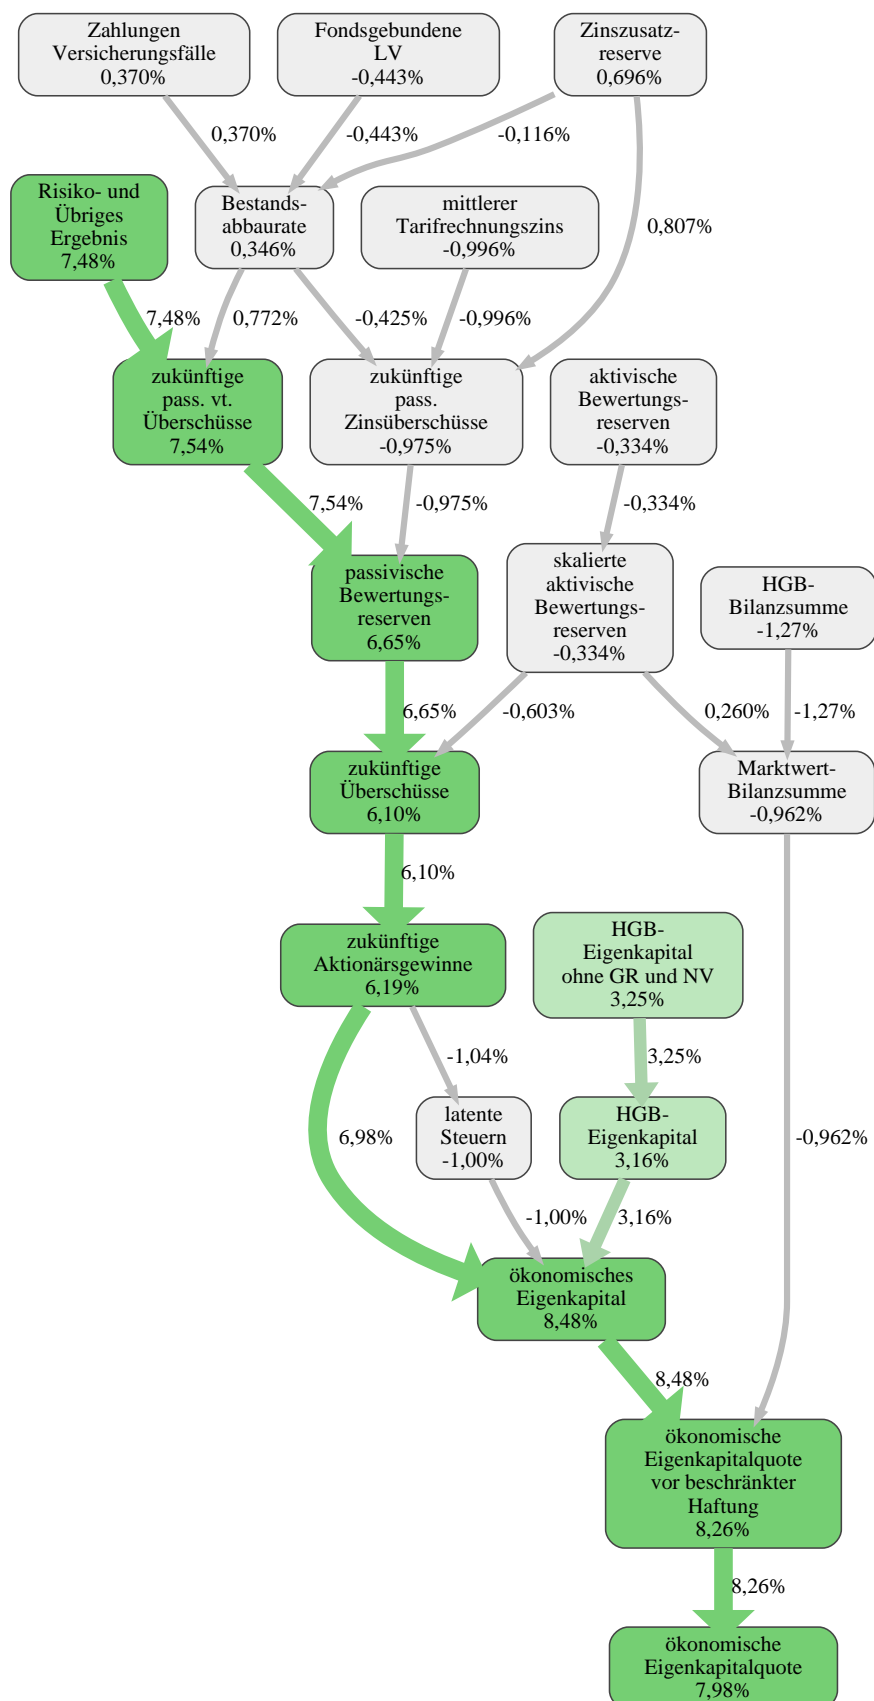 Zahlungen
Versicherungsfälle
0,370%
Fondsgebundene
LV
-0,443%
Zinszusatz-
reserve
0,696%
0,370%
-0,443%
-0,116%
Risiko- und
Übriges
Ergebnis
7,48%
Bestands-
abbaurate
0,346%
mittlerer
Tarifrechnungszins
-0,996%
0,807%
7,48%
0,772%
-0,425%
-0,996%
zukünftige
pass. vt.
Überschüsse
7,54%
zukünftige
pass.
Zinsüberschüsse
-0,975%
aktivische
Bewertungs-
reserven
-0,334%
7,54%
-0,975%
-0,334%
passivische
Bewertungs-
reserven
6,65%
skalierte
aktivische
Bewertungs-
reserven
-0,334%
HGB-
Bilanzsumme
-1,27%
6,65%
-0,603%
0,260%
-1,27%
zukünftige
Überschüsse
6,10%
Marktwert-
Bilanzsumme
-0,962%
6,10%
zukünftige
Aktionärsgewinne
6,19%
HGB-
Eigenkapital
ohne GR und NV
3,25%
-1,04%
3,25%
6,98%
latente
Steuern
-1,00%
HGB-
Eigenkapital
3,16%
-0,962%
-1,00%
3,16%
ökonomisches
Eigenkapital
8,48%
8,48%
ökonomische
Eigenkapitalquote
vor beschränkter
Haftung
8,26%
8,26%
ökonomische
Eigenkapitalquote
7,98%